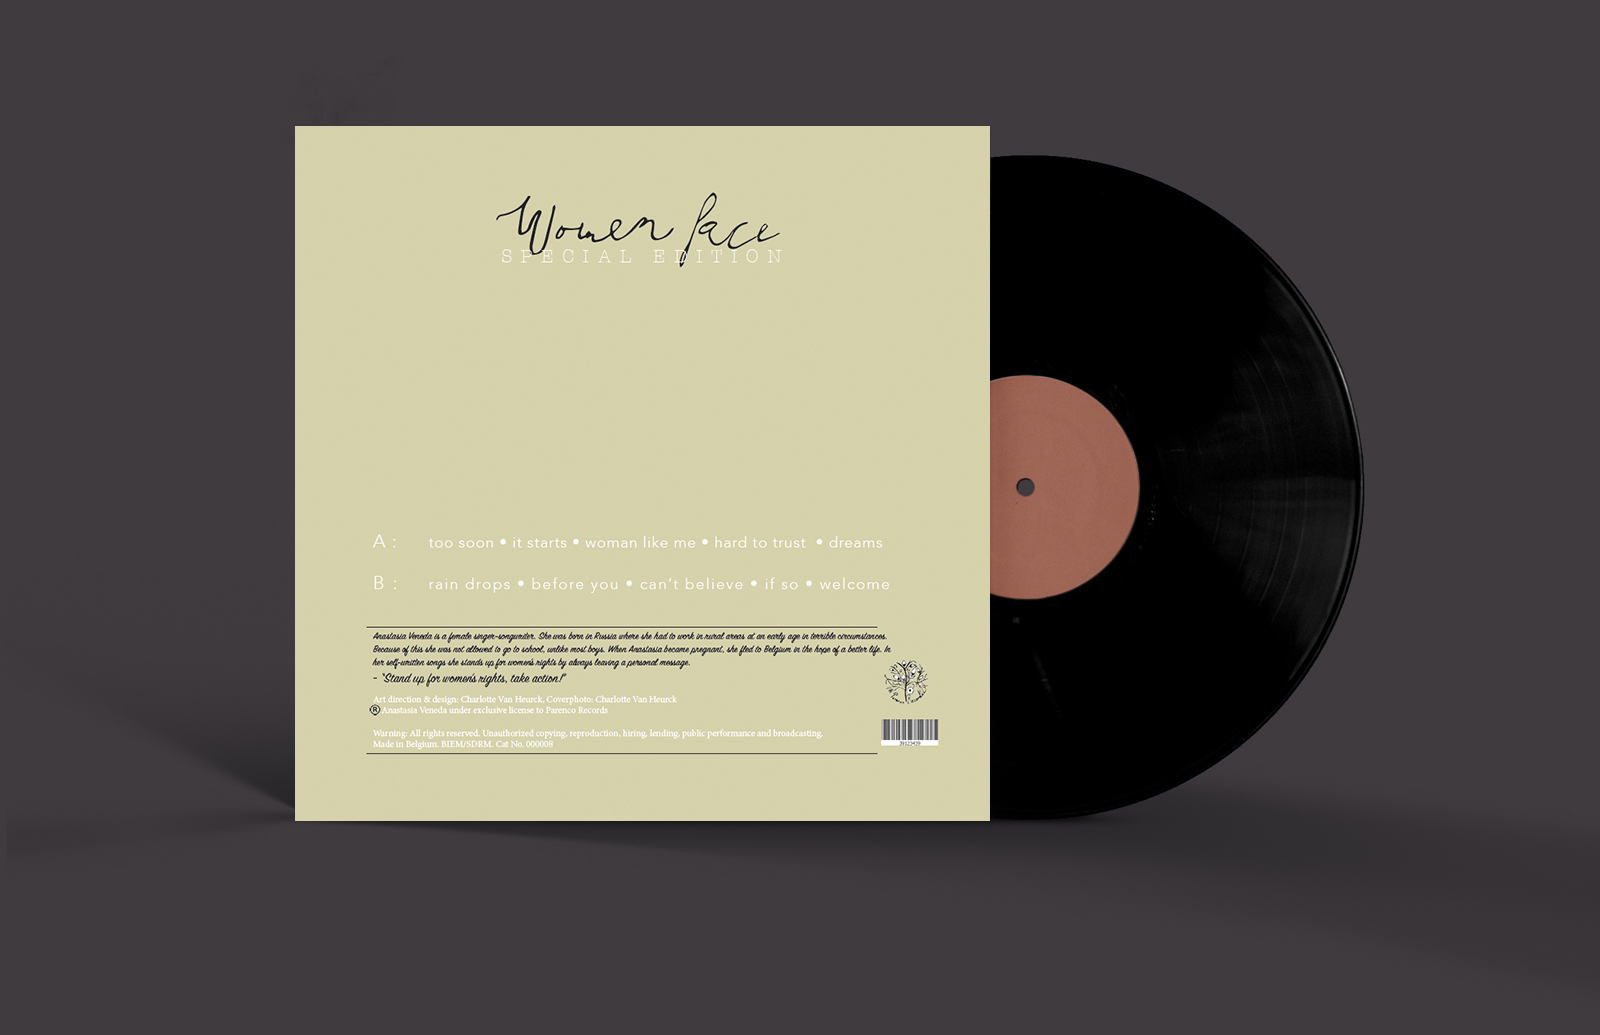 Women face
SPECIAL EDITION
A : too soon • it starts • woman like me • hard to trust • dreams
B : rain drops • before you • can't believe • if so • welcome
Anastasia Veneda is a female singer-songwriter. She was born in Russia where she had to work in rural areas at an early age in terrible circumstances.
Because of this she was not allowed to go to school, unlike most boys. When Anastasia became pregnant, she fled to Belgium in the hope of a better life. In
her self-written songs she stands up for women's rights by always leaving a personal message.
- "Stand up for women's rights, take action!"
Art direction & design: Charlotte Van Heurck, Coverphoto: Charlotte Van Heurck
® Anastasia Veneda under exclusive license to Parenco Records
Warning: All rights reserved. Unauthorized copying, reproduction, hiring, lending, public performance and broadcasting.
Made in Belgium. BIEM/SDRM. Cat No. 000008
39123439